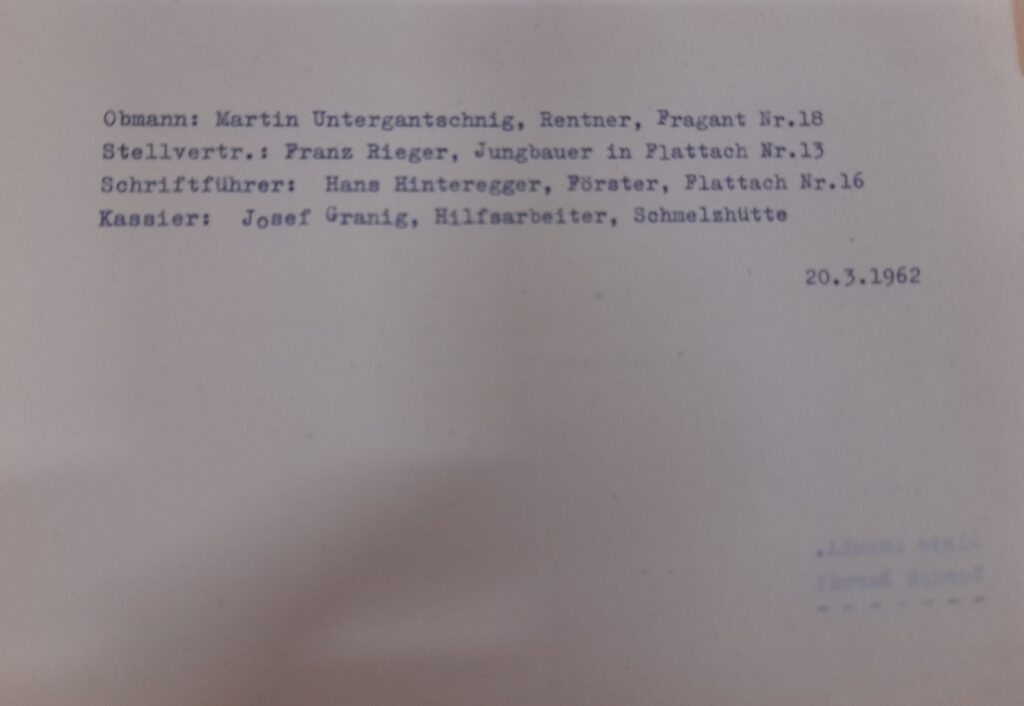 Obmann: Martin Untergantschnig, Rentner, Fragant Nr.18
Stellvertr.: Franz Rieger, Jungbauer in Flattach Nr.13
Schriftführer: Hans Hinteregger, Förster, Flattach Nr.16
Kassier: Josef Granig, Hilfsarbeiter, Schmelzhütte
20.3.1962